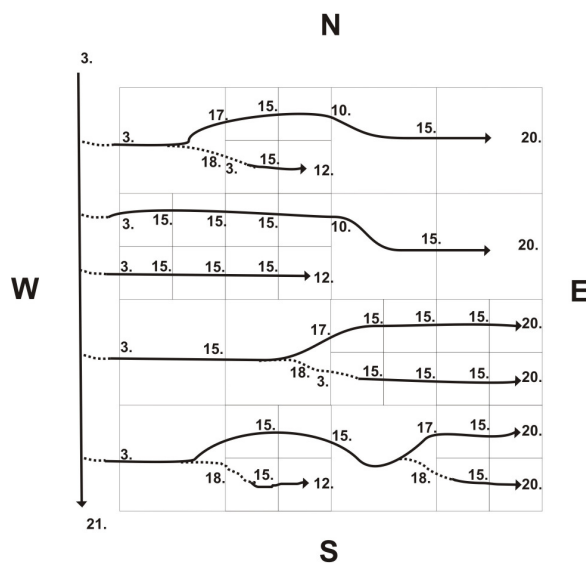 N
3.
17. 15. 10.
3. 15. 20.
18. 3. 15. 12.
3. 15. 15. 15. 10. 15. 20.
3. 15. 15. 15. 12.
W
E
17. 15. 15. 15. 20.
3. 15.
18. 3. 15. 15. 15. 20.
15. 15. 17. 15. 20.
3.
18. 15. 12. 18. 15. 20.
21.
S